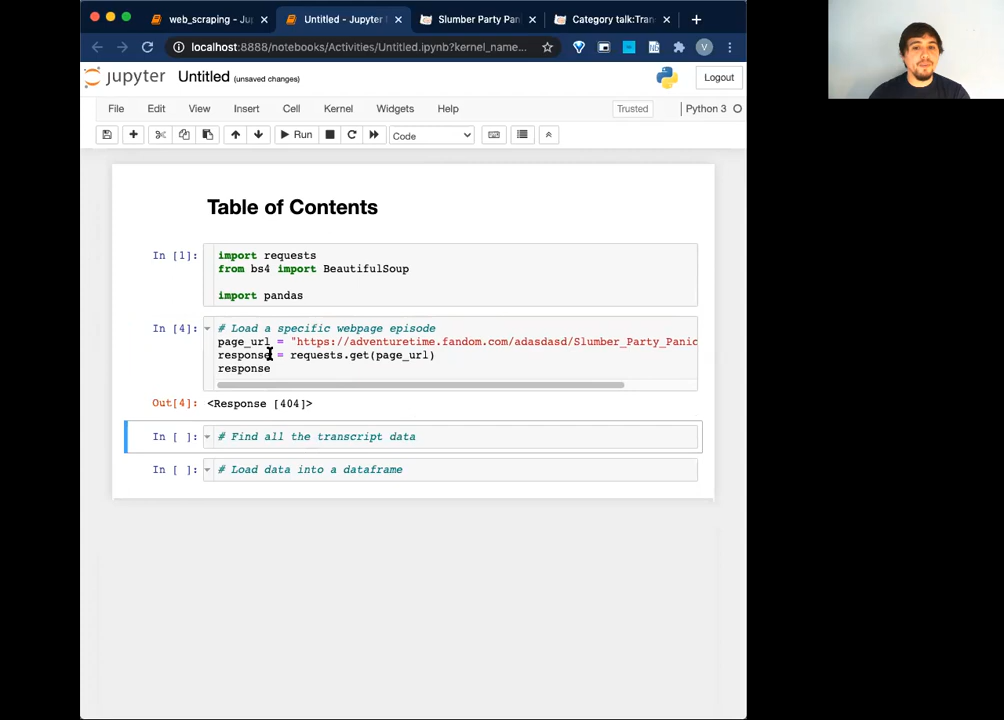 web_scraping - Ju
Untitled - Jupyter
Slumber Party Pan
Category talk:Tran
localhost:8888/notebooks/Activities/Untitled.ipynb?kernel_name...
V
jupyter Untitled (unsaved changes)
Logout
File Edit View Insert Cell Kernel Widgets Help
Trusted
Python 3
Run
Code
Table of Contents
In [1]:
import requests
from bs4 import BeautifulSoup
import pandas
In [4]:
# Load a specific webpage episode
page_url = "https://adventuretime.fandom.com/adasdasd/Slumber_Party_Panic
response = requests.get(page_url)
response
Out[4]: <Response [404]>
In [ ]: # Find all the transcript data
In [ ]: # Load data into a dataframe